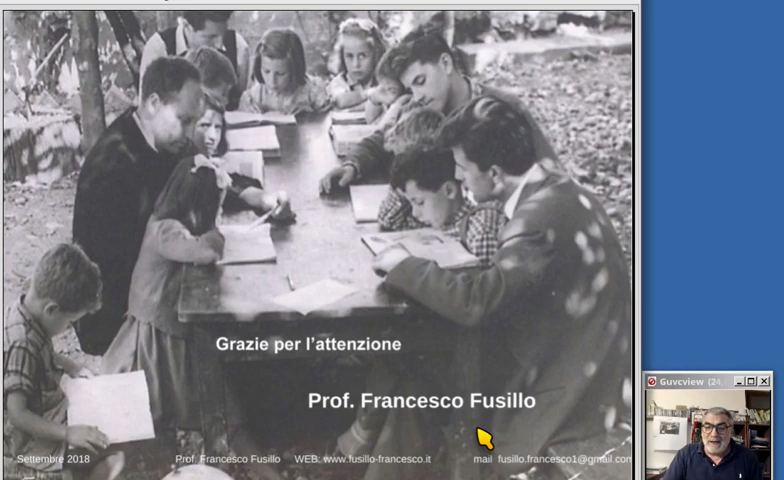 Grazie per l'attenzione
Prof. Francesco Fusillo
Settembre 2018 Prof. Francesco Fusillo WEB: www.fusillo-francesco.it mail fusillo.francesco1@gmail.com
Guvcview (24.